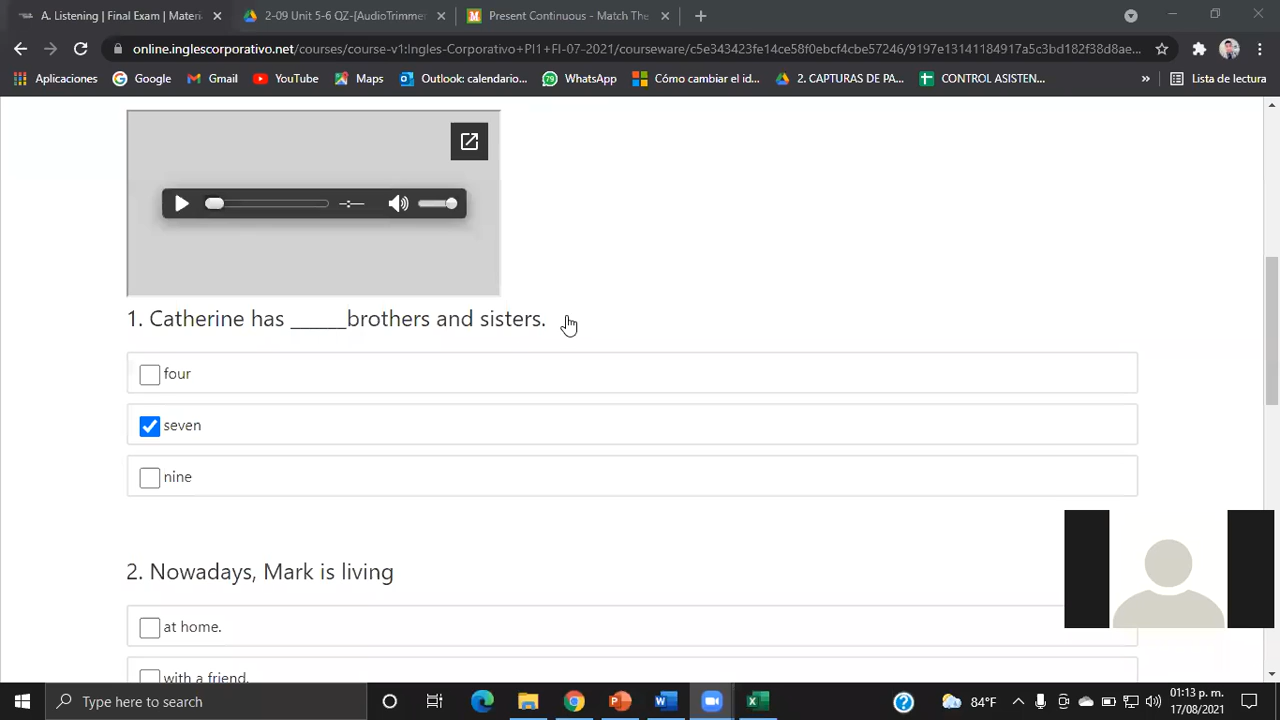 A. Listening | Final Exam | Materi
2-09 Unit 5-6 QZ-[AudioTrimmer
Present Continuous - Match The
online.inglescorporativo.net/courses/course-v1:Ingles-Corporativo+PI1+FI-07-2021/courseware/c5e343423fe14ce58f0ebcf4cbe57246/9197e13141184917a5c3bd182f38d8ae...
Aplicaciones
Google
Gmail
YouTube
Maps
Outlook: calendario...
WhatsApp
Cómo cambiar el id...
2. CAPTURAS DE PA...
CONTROL ASISTEN...
»
Lista de lectura
1. Catherine has ______brothers and sisters.
four
seven
nine
2. Nowadays, Mark is living
at home.
with a friend.
Type here to search
84°F
01:13 p. m.
17/08/2021